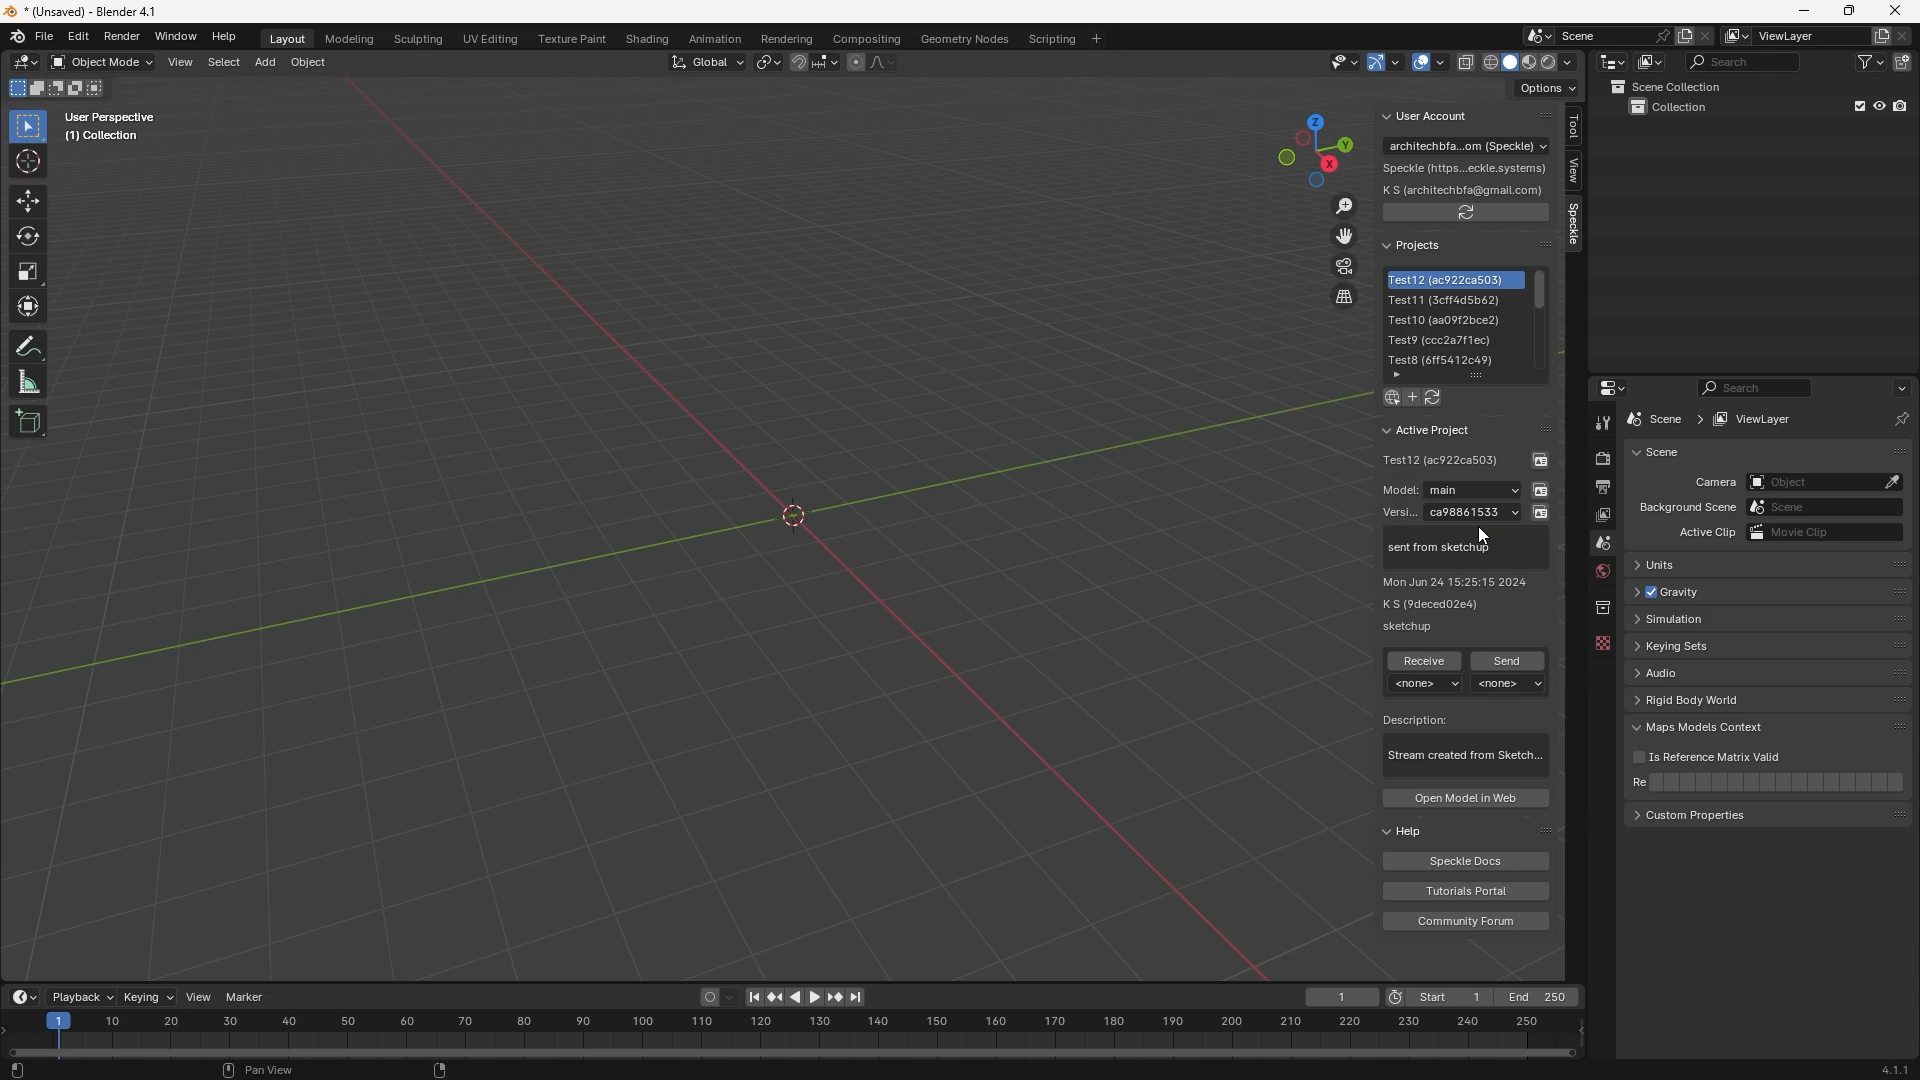 * (Unsaved) - Blender 4.1
File Edit Render Window Help Layout Modeling Sculpting UV Editing Texture Paint Shading Animation Rendering Compositing Geometry Nodes Scripting + Scene ViewLayer
Object Mode View Select Add Object Global Search
Options
User Perspective
(1) Collection
Z
Y
X
User Account
architechbfa...om (Speckle)
Speckle (https...eckle.systems)
K S (architechbfa@gmail.com)
Projects
Test12 (ac922ca503)
Test11 (3cff4d5b62)
Test10 (aa09f2bce2)
Test9 (ccc2a7f1ec)
Test8 (6ff5412c49)
Active Project
Test12 (ac922ca503)
Model: main
Versi... ca98861533
sent from sketchup
Mon Jun 24 15:25:15 2024
K S (9deced02e4)
sketchup
Receive Send
<none> <none>
Description:
Stream created from Sketch...
Open Model in Web
Help
Speckle Docs
Tutorials Portal
Community Forum
Tool
View
Speckle
Scene Collection
Collection
Search
Scene > ViewLayer
Scene
Camera Object
Background Scene Scene
Active Clip Movie Clip
Units
Gravity
Simulation
Keying Sets
Audio
Rigid Body World
Maps Models Context
Is Reference Matrix Valid
Re
Custom Properties
Playback Keying View Marker 1 Start 1 End 250
1 10 20 30 40 50 60 70 80 90 100 110 120 130 140 150 160 170 180 190 200 210 220 230 240 250
Pan View 4.1.1